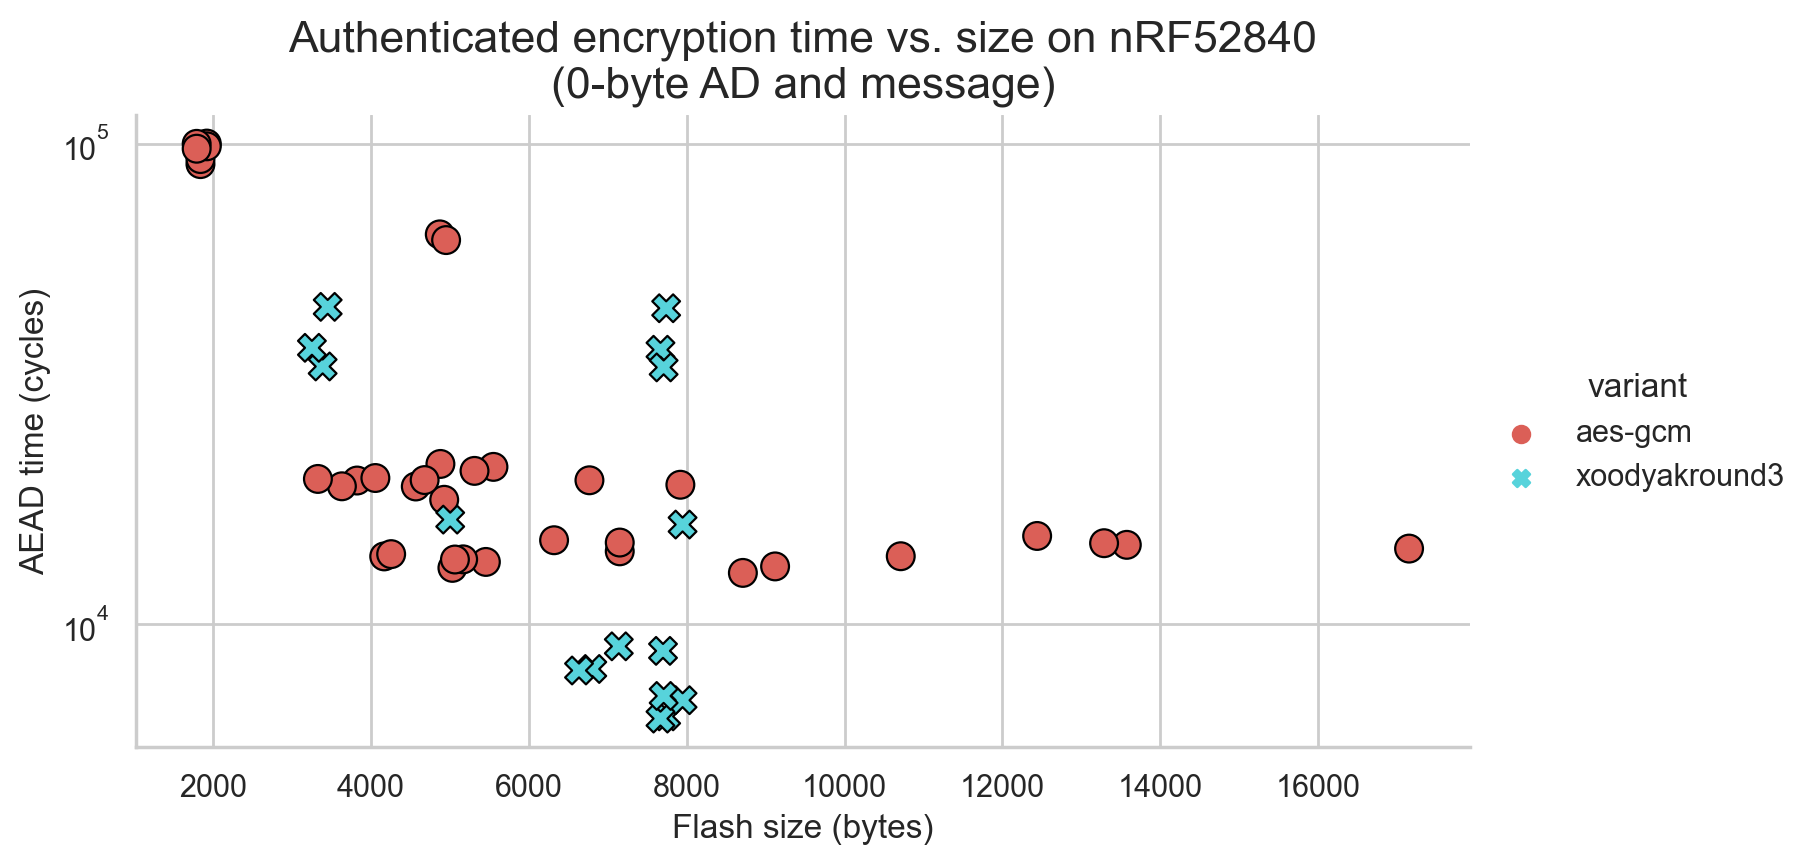 Authenticated encryption time vs. size on nRF52840
(0-byte AD and message)
10^5
10^4
AEAD time (cycles)
2000 4000 6000 8000 10000 12000 14000 16000
Flash size (bytes)
variant
aes-gcm
xoodyakround3